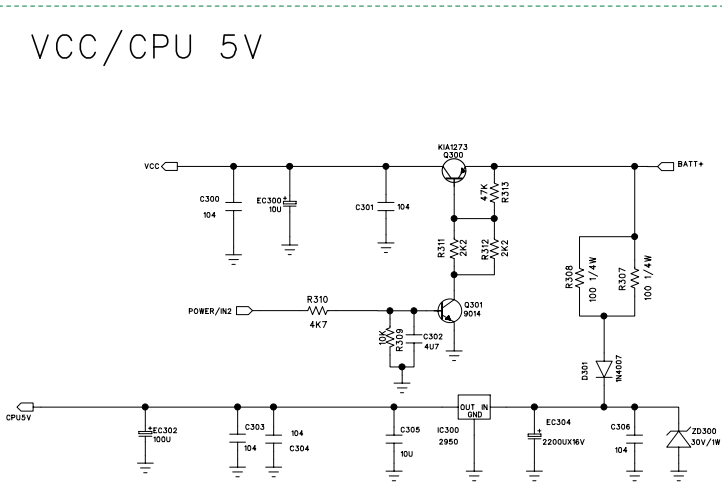 VCC/CPU 5V
KIA1273
Q300
VCC
BATT+
C300
104
EC300
+
10U
C301
104
47K
R313
R311
2K2
R312
2K2
R308
100 1/4W
R307
100 1/4W
POWER/IN2
R310
4K7
Q301
9014
10K
R309
C302
4U7
D301
1N4007
CPU5V
OUT IN
GND
+EC302
100U
C303
104
104
C304
C305
10U
IC300
2950
EC304
+
2200UX16V
C306
104
ZD300
30V/1W